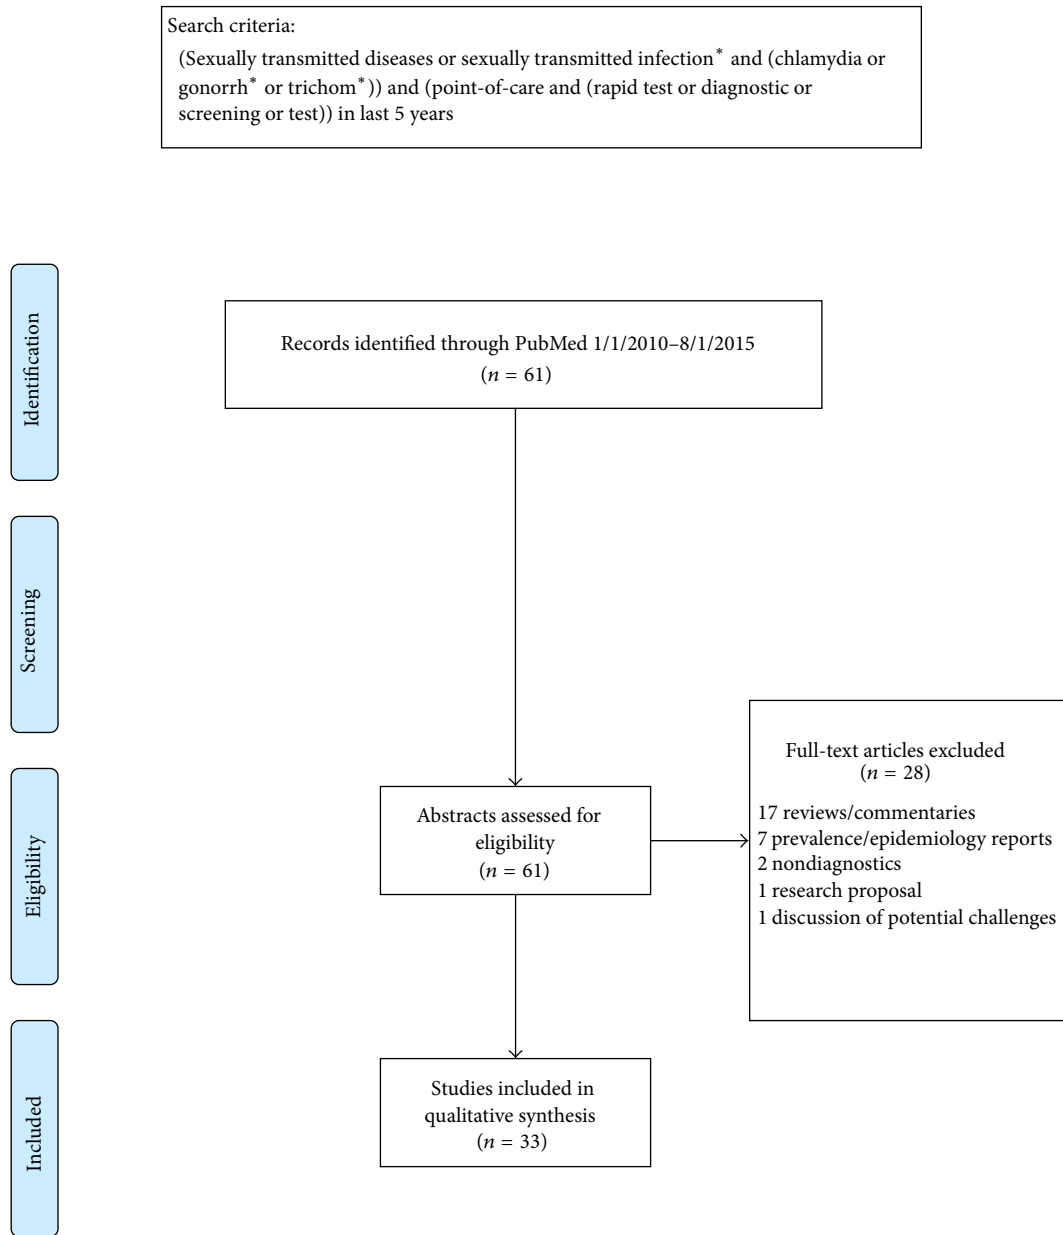 Search criteria:
(Sexually transmitted diseases or sexually transmitted infection* and (chlamydia or
gonorrh* or trichom*)) and (point-of-care and (rapid test or diagnostic or
screening or test)) in last 5 years
Identification
Records identified through PubMed 1/1/2010–8/1/2015
(n = 61)
Screening
Eligibility
Abstracts assessed for
eligibility
(n = 61)
Full-text articles excluded
(n = 28)
17 reviews/commentaries
7 prevalence/epidemiology reports
2 nondiagnostics
1 research proposal
1 discussion of potential challenges
Included
Studies included in
qualitative synthesis
(n = 33)